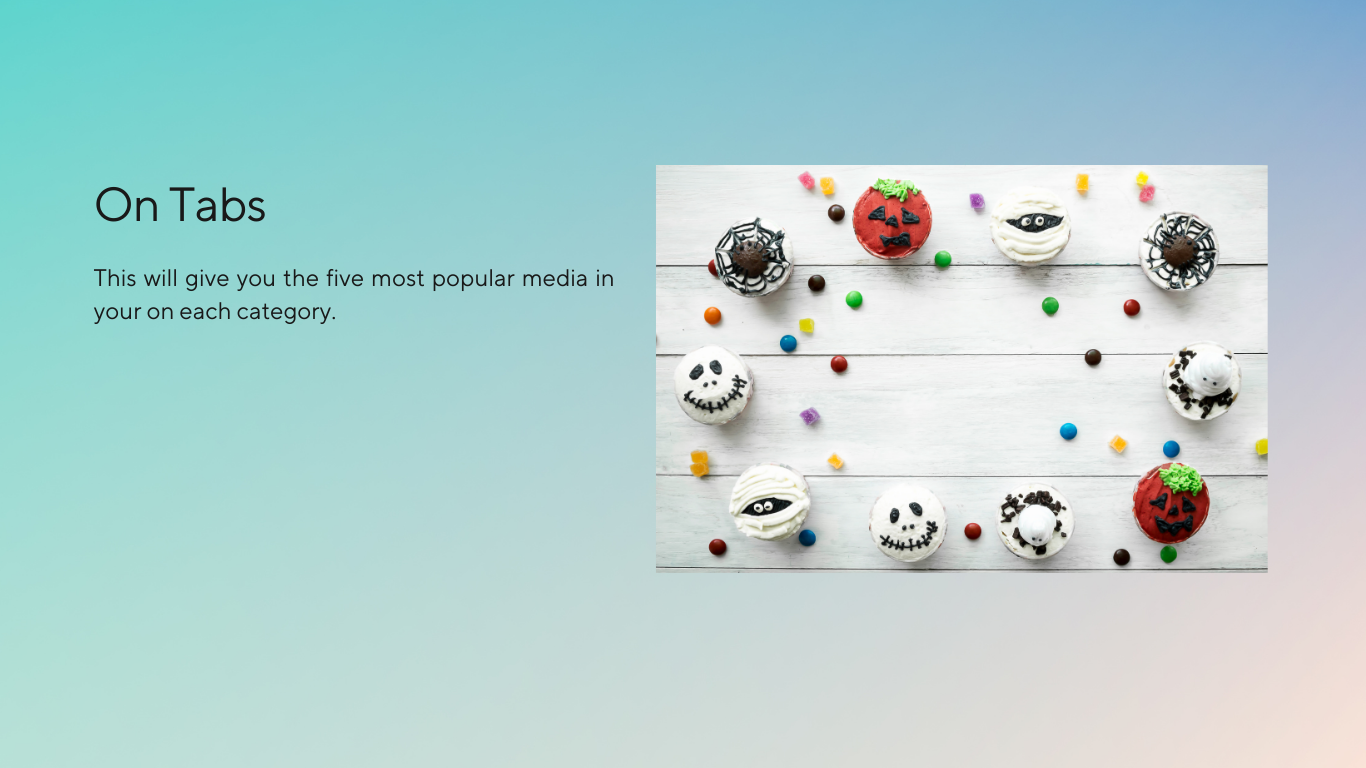 On Tabs
This will give you the five most popular media in
your on each category.